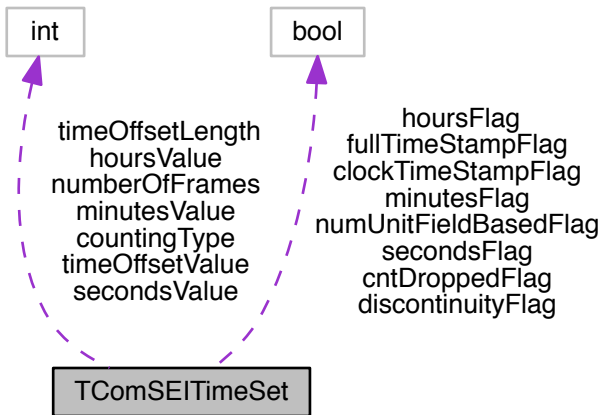 int
bool
timeOffsetLength
hoursValue
numberOfFrames
minutesValue
countingType
timeOffsetValue
secondsValue
hoursFlag
fullTimeStampFlag
clockTimeStampFlag
minutesFlag
numUnitFieldBasedFlag
secondsFlag
cntDroppedFlag
discontinuityFlag
TComSEITimeSet